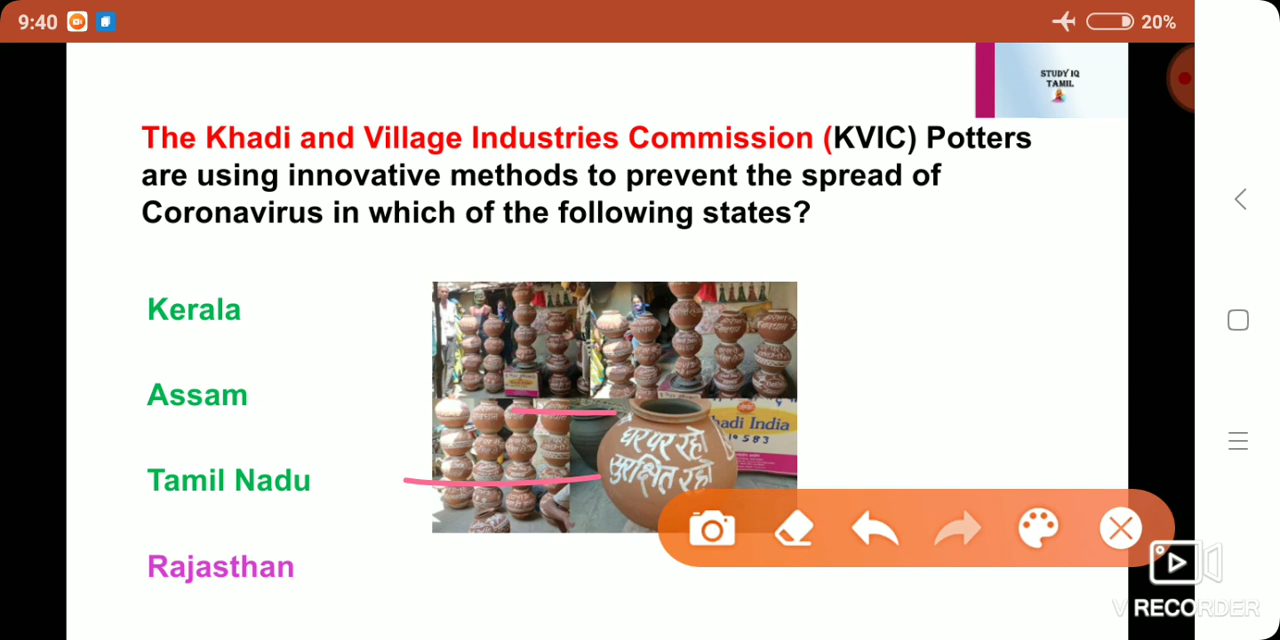 9:40
20%
STUDY IQ
TAMIL
The Khadi and Village Industries Commission (KVIC) Potters
are using innovative methods to prevent the spread of
Coronavirus in which of the following states?
Kerala
Assam
Tamil Nadu
Rajasthan
adi India
घर पर रहो
सुरक्षित रहो
V RECORDER